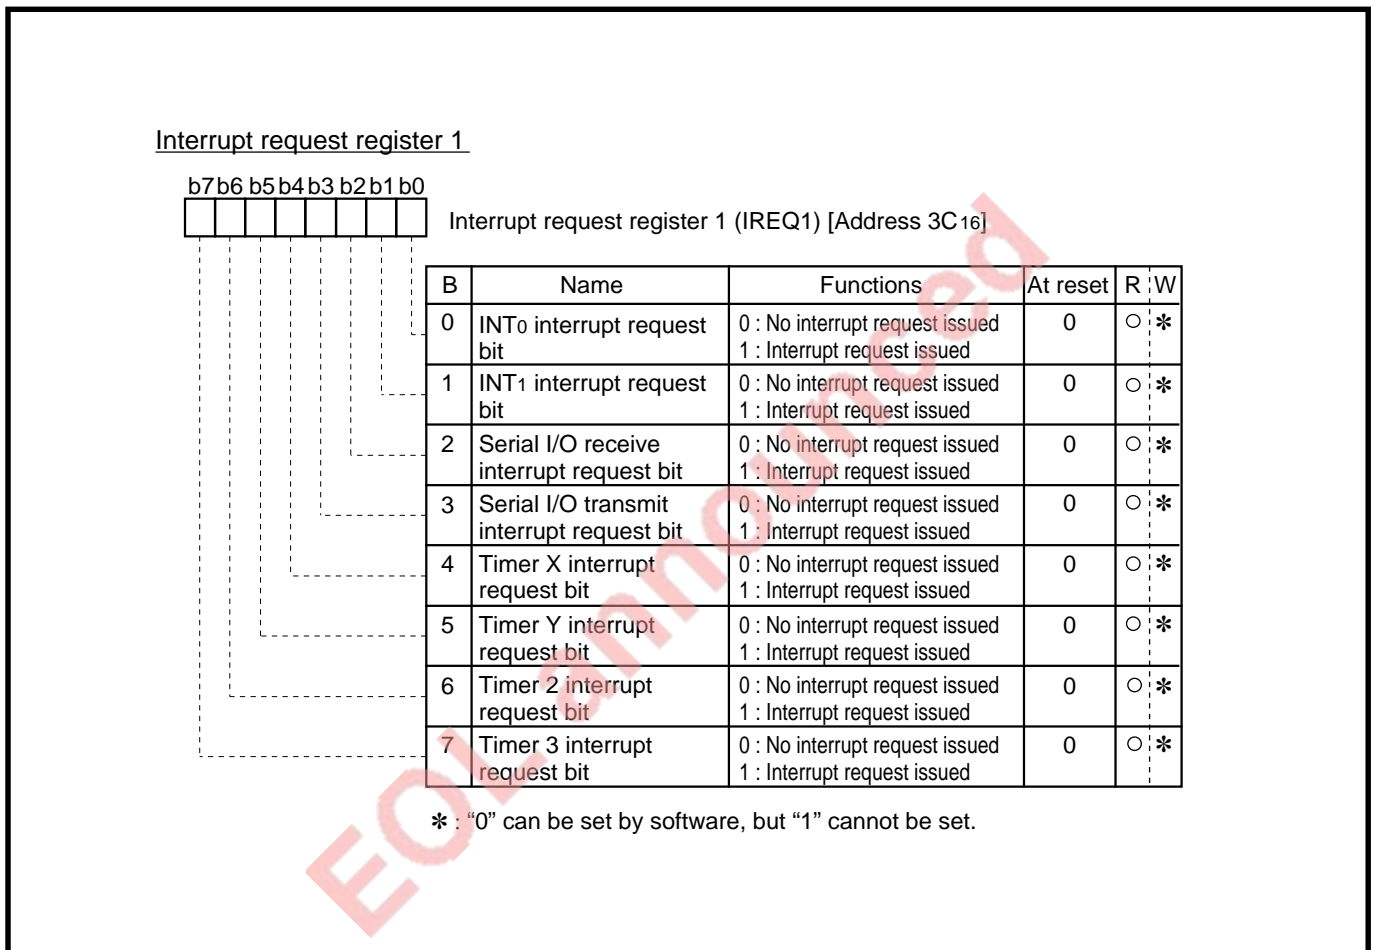 Interrupt request register 1
b7 b6 b5 b4 b3 b2 b1 b0
Interrupt request register 1 (IREQ1) [Address 3C16]
B Name Functions At reset R W
0 INT0 interrupt request bit 0 : No interrupt request issued 1 : Interrupt request issued 0 ○ ✻
1 INT1 interrupt request bit 0 : No interrupt request issued 1 : Interrupt request issued 0 ○ ✻
2 Serial I/O receive interrupt request bit 0 : No interrupt request issued 1 : Interrupt request issued 0 ○ ✻
3 Serial I/O transmit interrupt request bit 0 : No interrupt request issued 1 : Interrupt request issued 0 ○ ✻
4 Timer X interrupt request bit 0 : No interrupt request issued 1 : Interrupt request issued 0 ○ ✻
5 Timer Y interrupt request bit 0 : No interrupt request issued 1 : Interrupt request issued 0 ○ ✻
6 Timer 2 interrupt request bit 0 : No interrupt request issued 1 : Interrupt request issued 0 ○ ✻
7 Timer 3 interrupt request bit 0 : No interrupt request issued 1 : Interrupt request issued 0 ○ ✻
✻ : “0” can be set by software, but “1” cannot be set.
EOL announced